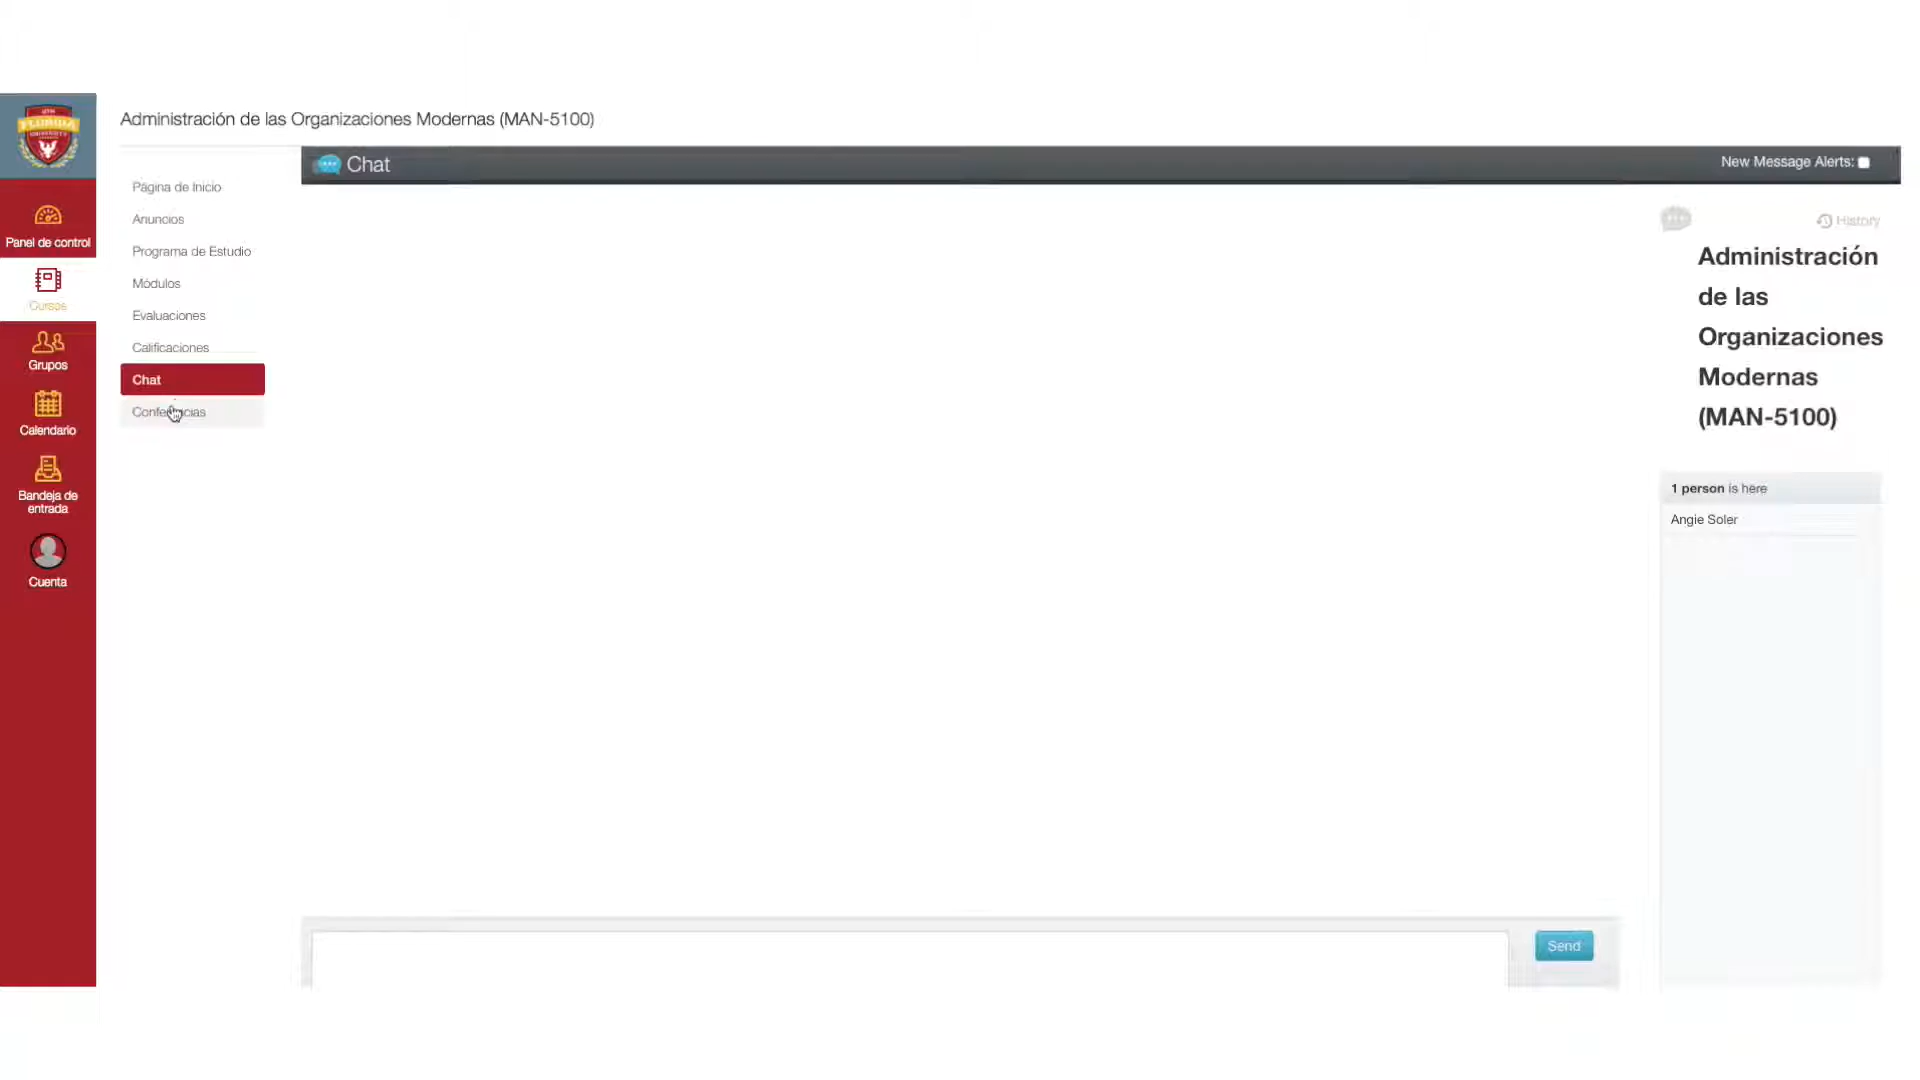 FLORIDA
Administración de las Organizaciones Modernas (MAN-5100)
Panel de control
Cursos
Grupos
Calendario
Bandeja de
entrada
Cuenta
Página de Inicio
Anuncios
Programa de Estudio
Módulos
Evaluaciones
Calificaciones
Chat
Conferencias
Chat
New Message Alerts:
History
Administración
de las
Organizaciones
Modernas
(MAN-5100)
1 person is here
Angie Soler
Send